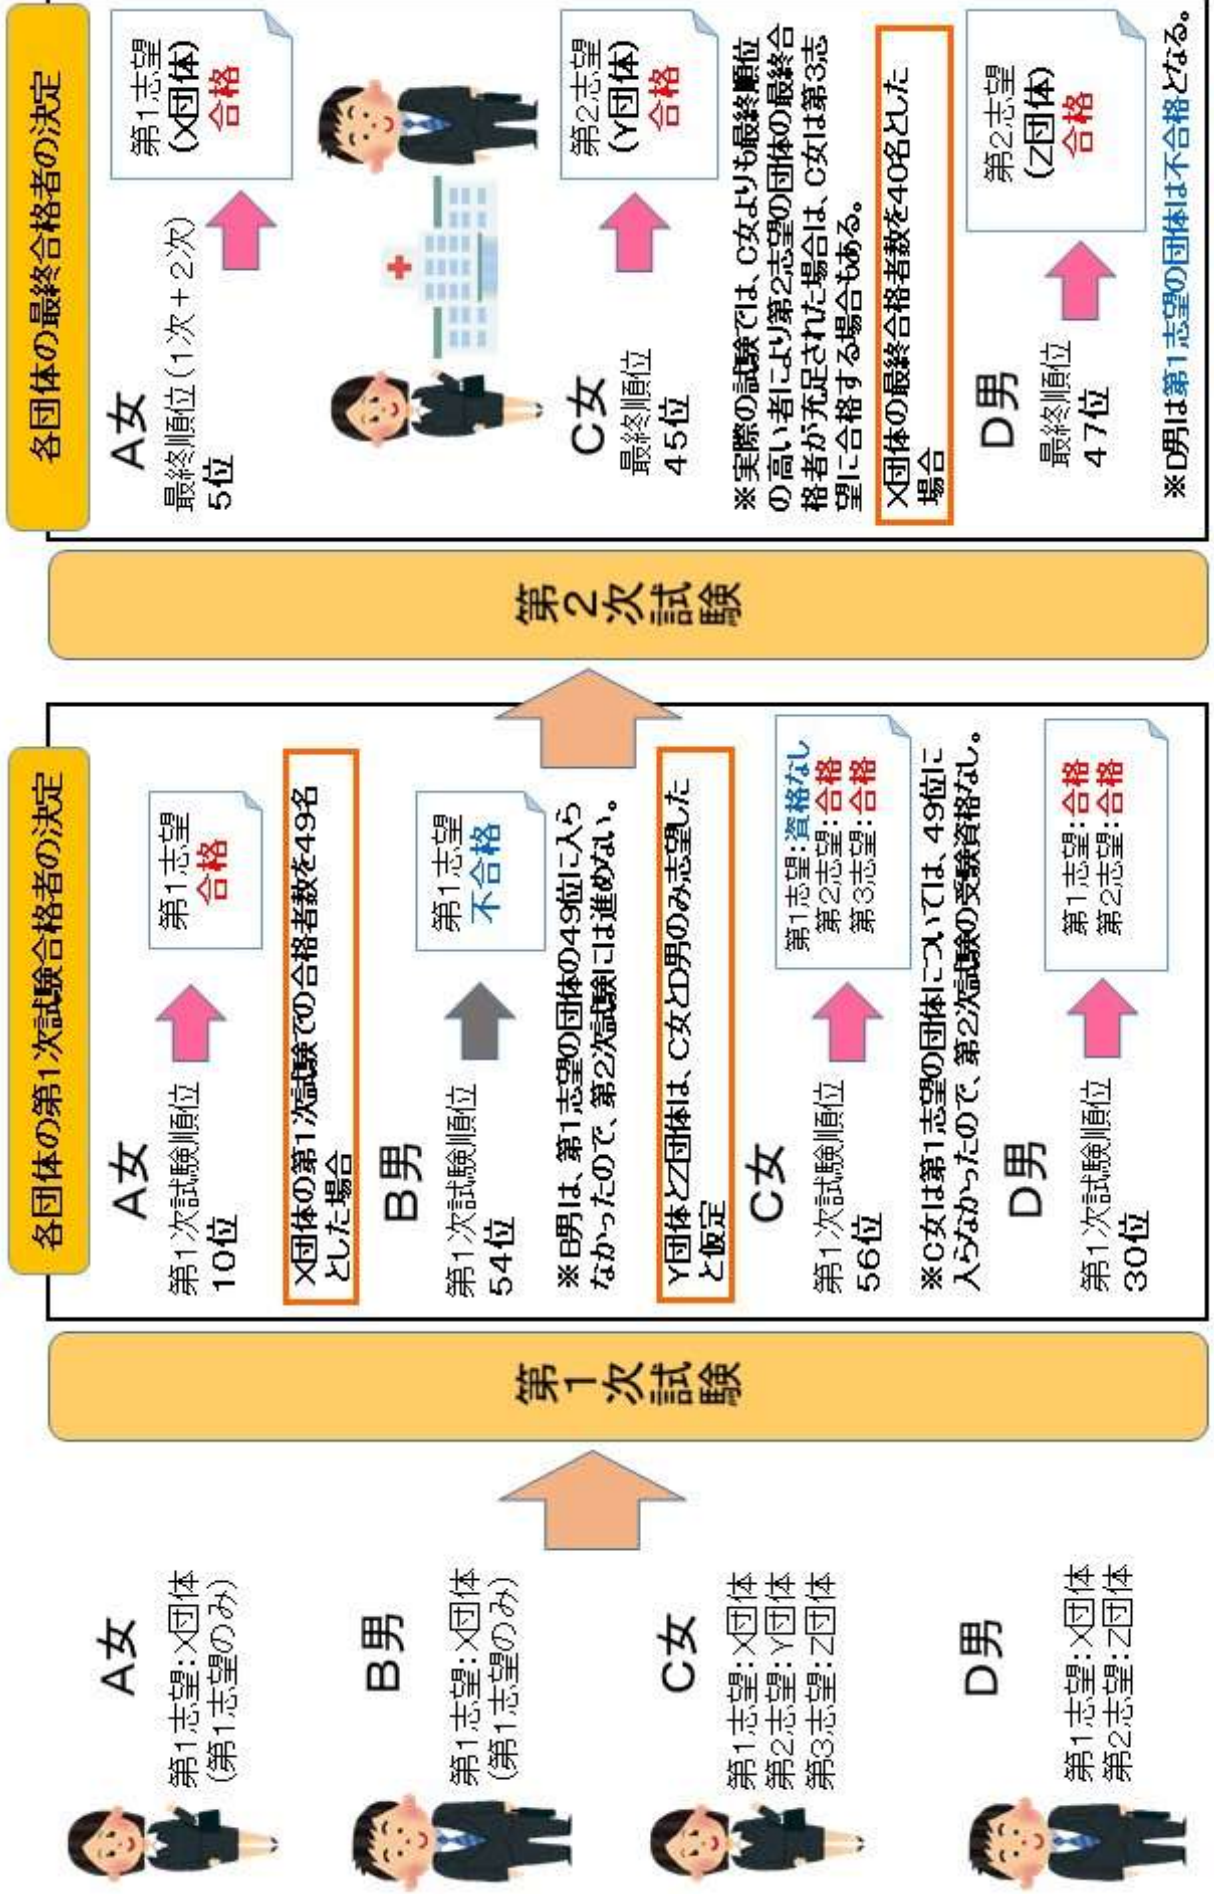 A女
第1志望：X団体
（第1志望のみ）
B男
第1志望：X団体
（第1志望のみ）
C女
第1志望：X団体
第2志望：Y団体
第3志望：Z団体
D男
第1志望：X団体
第2志望：Z団体
第1次試験
各団体の第1次試験合格者の決定
A女
第1次試験順位
10位
第1志望
合格
X団体の第1次試験での合格者数を49名
とした場合
B男
第1次試験順位
54位
第1志望
不合格
※B男は、第1志望の団体の49位に入ら
なかったので、第2次試験には進めない。
Y団体とZ団体は、C女とD男のみ志望した
と仮定
C女
第1次試験順位
56位
第1志望：資格なし
第2志望：合格
第3志望：合格
※C女は第1志望の団体については、49位に
入らなかったので、第2次試験の受験資格なし。
D男
第1次試験順位
30位
第1志望：合格
第2志望：合格
第2次試験
各団体の最終合格者の決定
A女
最終順位（1次＋2次）
5位
第1志望
（X団体）
合格
C女
最終順位
45位
第2志望
（Y団体）
合格
※実際の試験では、C女よりも最終順位
の高い者により第2志望の団体の最終合
格者が充足された場合は、C女は第3志
望に合格する場合もある。
X団体の最終合格者数を40名とした
場合
D男
最終順位
47位
第2志望
（Z団体）
合格
※D男は第1志望の団体は不合格となる。